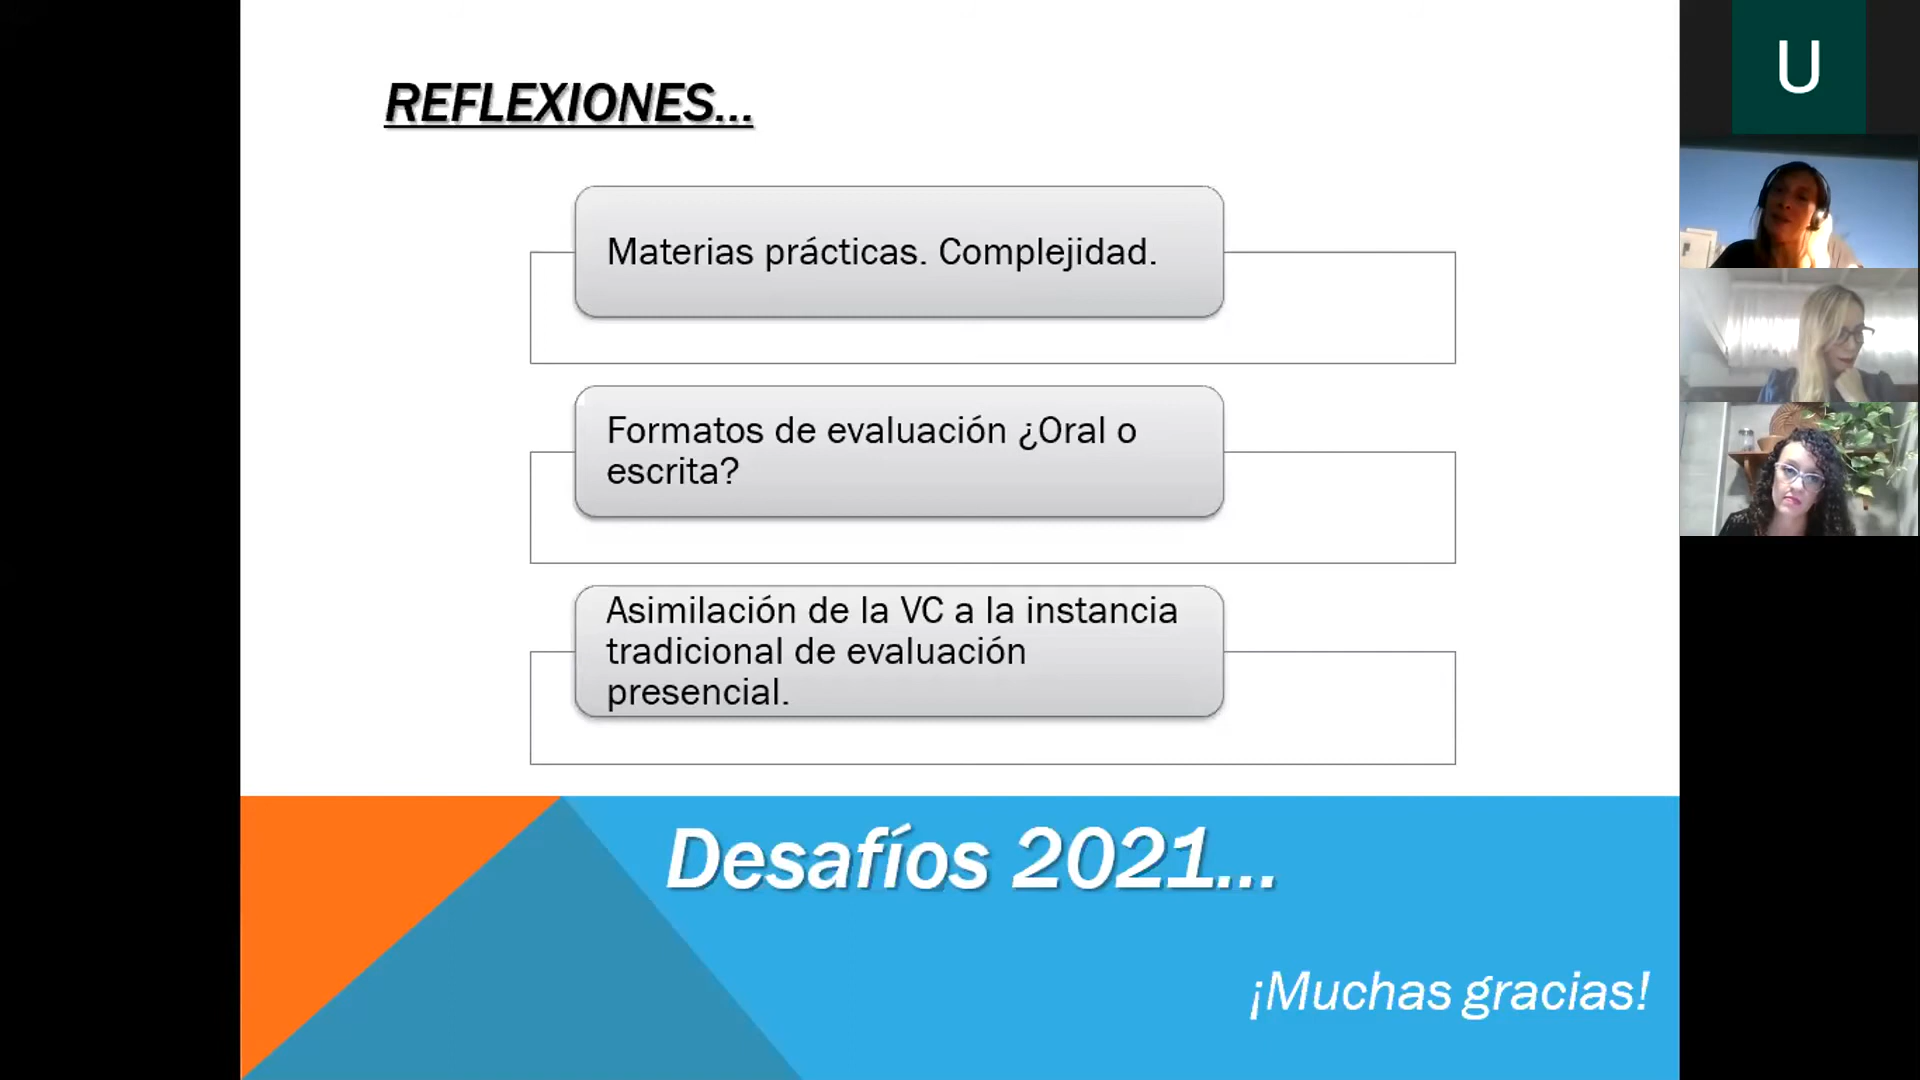 REFLEXIONES...
Materias prácticas. Complejidad.
Formatos de evaluación ¿Oral o
escrita?
Asimilación de la VC a la instancia
tradicional de evaluación
presencial.
Desafíos 2021...
¡Muchas gracias!
U